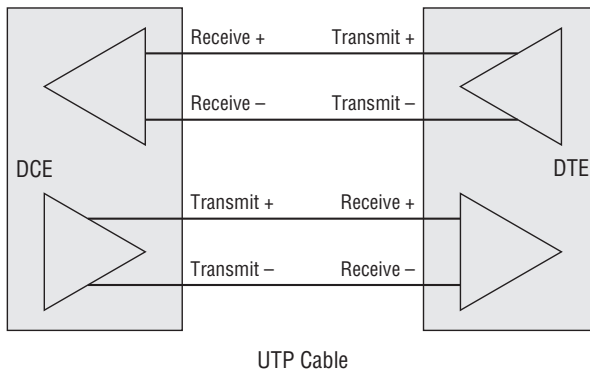 Receive + Transmit +
Receive – Transmit –
DCE DTE
Transmit + Receive +
Transmit – Receive –
UTP Cable